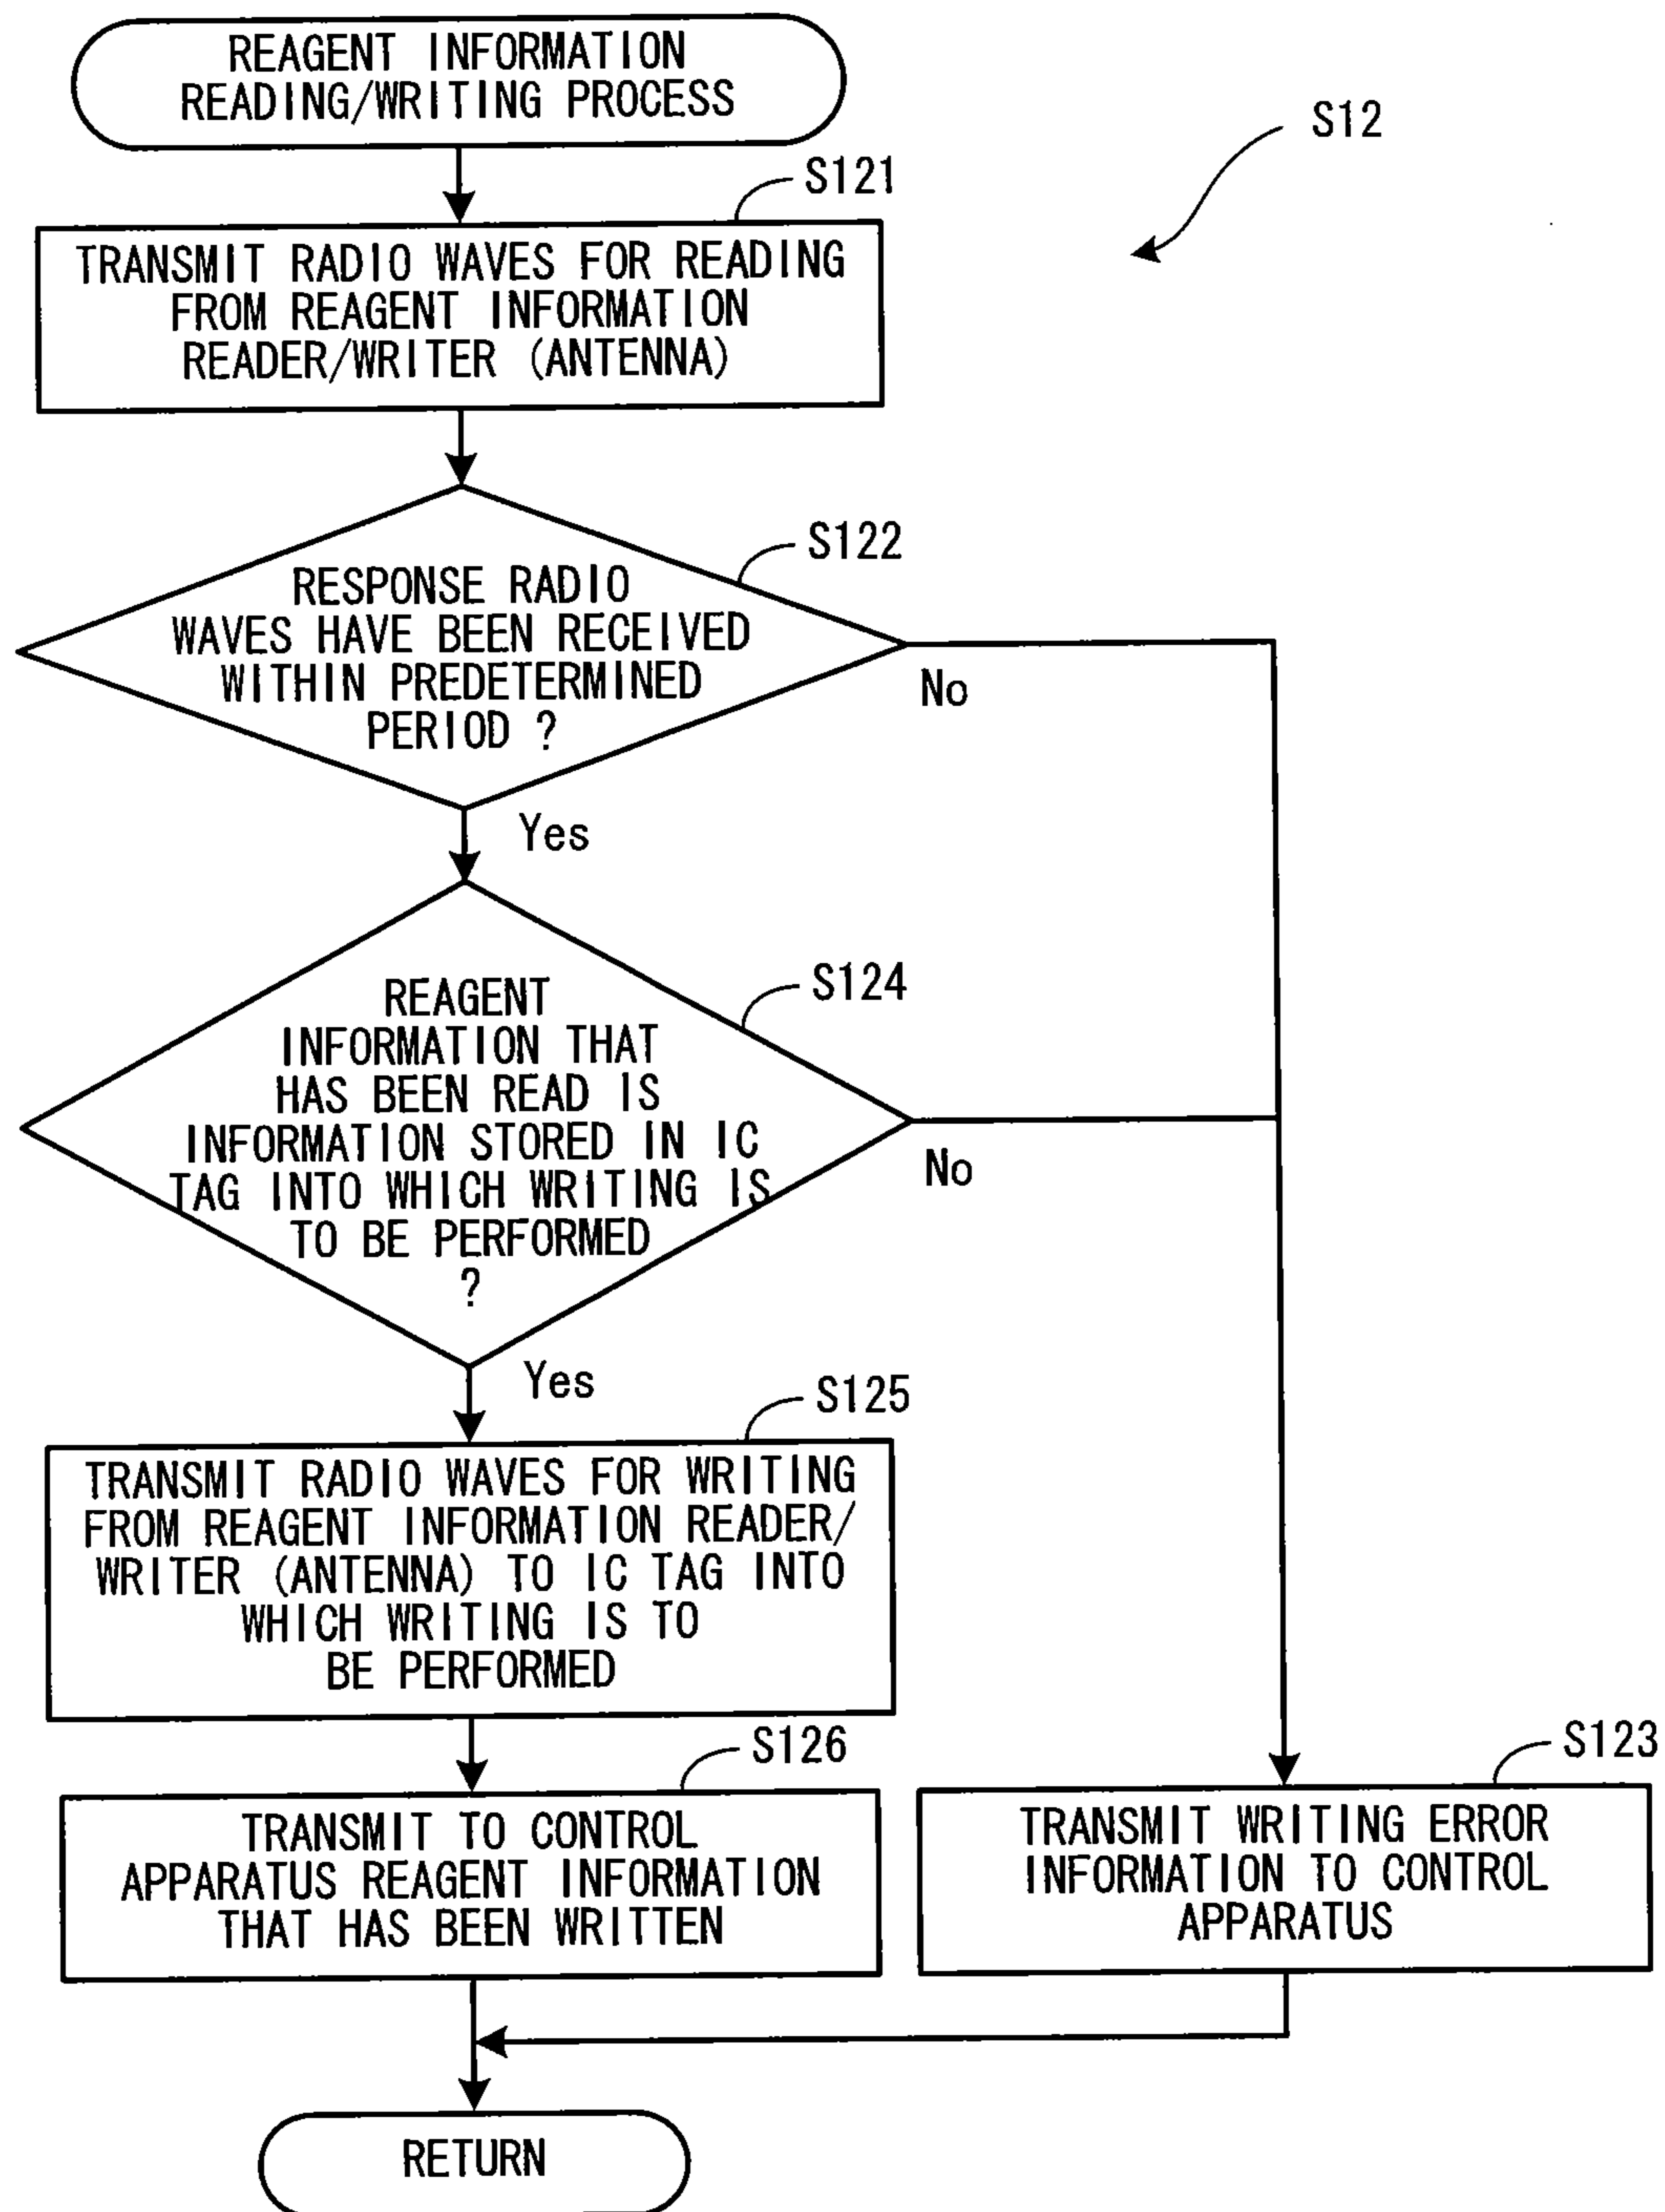 REAGENT INFORMATION
READING/WRITING PROCESS
S12
S121
TRANSMIT RADIO WAVES FOR READING
FROM REAGENT INFORMATION
READER/WRITER (ANTENNA)
S122
RESPONSE RADIO
WAVES HAVE BEEN RECEIVED
WITHIN PREDETERMINED
PERIOD ?
No
Yes
S124
REAGENT
INFORMATION THAT
HAS BEEN READ IS
INFORMATION STORED IN IC
TAG INTO WHICH WRITING IS
TO BE PERFORMED
?
No
Yes
S125
TRANSMIT RADIO WAVES FOR WRITING
FROM REAGENT INFORMATION READER/
WRITER (ANTENNA) TO IC TAG INTO
WHICH WRITING IS TO
BE PERFORMED
S126
TRANSMIT TO CONTROL
APPARATUS REAGENT INFORMATION
THAT HAS BEEN WRITTEN
S123
TRANSMIT WRITING ERROR
INFORMATION TO CONTROL
APPARATUS
RETURN